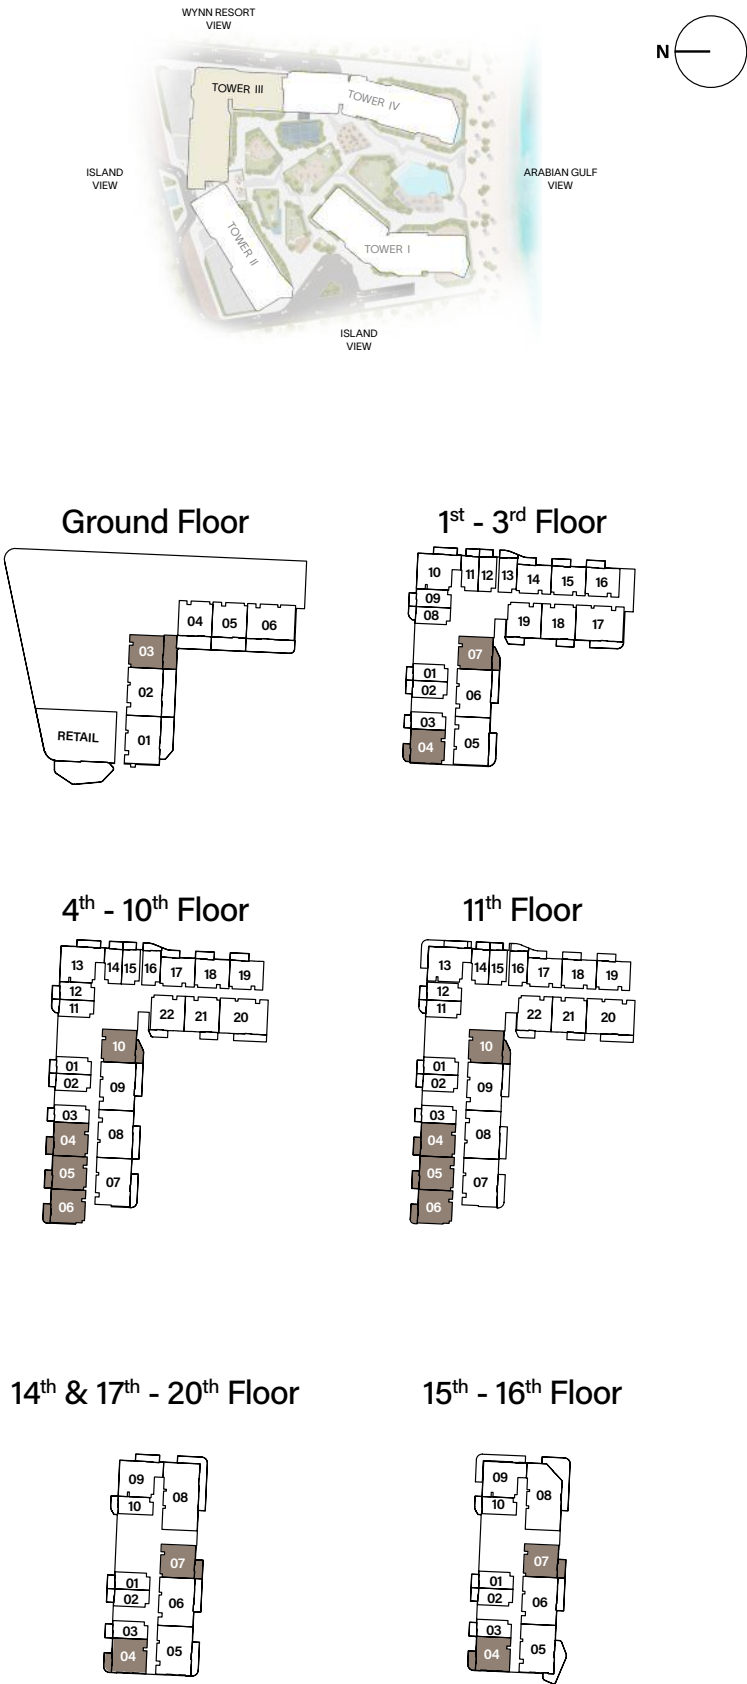 WYNN RESORT
VIEW
N
TOWER III
TOWER IV
ISLAND
VIEW
ARABIAN GULF
VIEW
TOWER II
TOWER I
ISLAND
VIEW
Ground Floor
04 05 06
03
02
RETAIL
01
1st - 3rd Floor
10 11 12 13 14 15 16
09
08
19 18 17
07
01
02
06
03
04
05
4th - 10th Floor
13 14 15 16 17 18 19
12
11
22 21 20
10
01
02
09
03
04
08
05
07
06
11th Floor
13 14 15 16 17 18 19
12
11
22 21 20
10
01
02
09
03
04
08
05
07
06
14th & 17th - 20th Floor
09
08
10
07
01
02
06
03
05
04
15th - 16th Floor
09
08
10
07
01
02
06
03
05
04